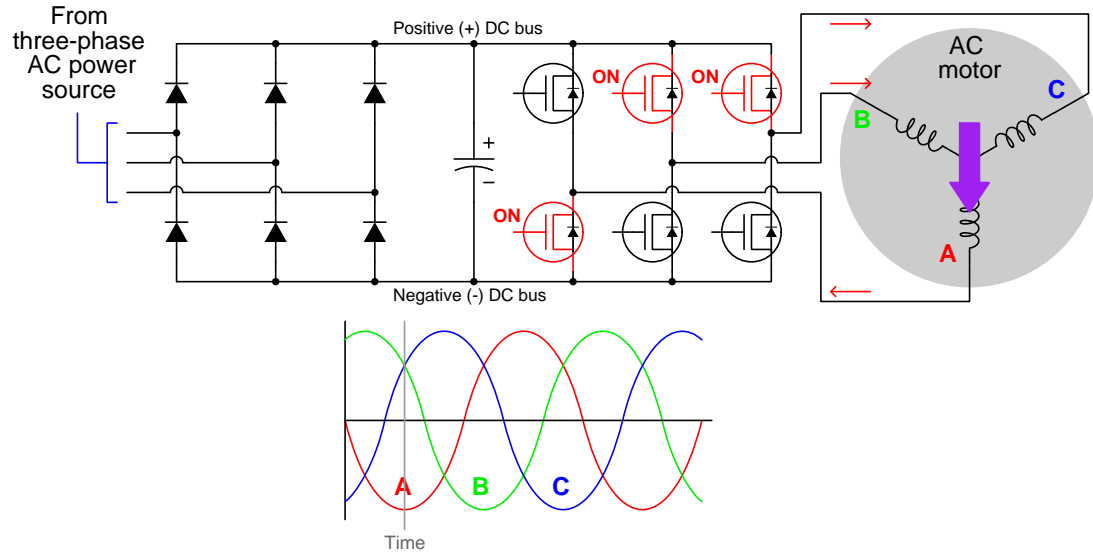 From
three-phase
AC power
source
Positive (+) DC bus
ON
ON
AC
motor
C
B
+
−
ON
A
Negative (-) DC bus
A
B
C
Time